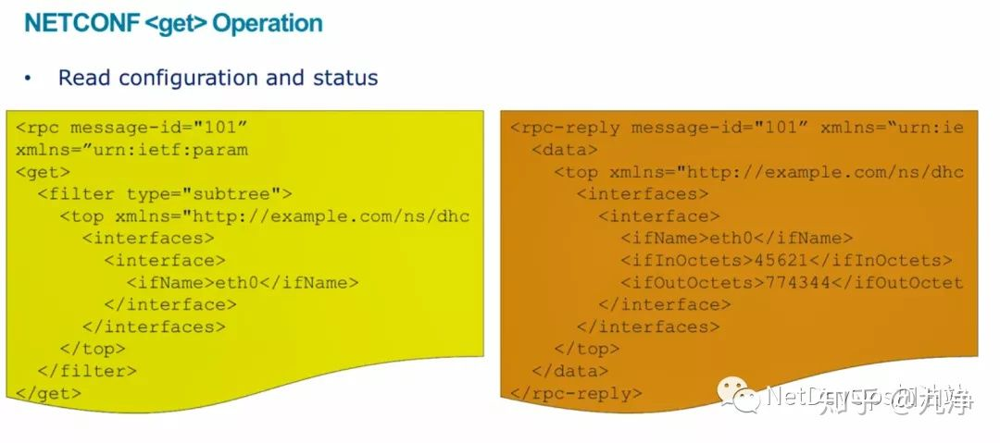 NETCONF <get> Operation
• Read configuration and status
<rpc message-id="101”
xmlns=”urn:ietf:param
<get>
<filter type="subtree">
<top xmlns="http://example.com/ns/dhc
<interfaces>
<interface>
<ifName>eth0</ifName>
</interface>
</interfaces>
</top>
</filter>
</get>
<rpc-reply message-id="101” xmlns=“urn:ie
<data>
<top xmlns="http://example.com/ns/dhc
<interfaces>
<interface>
<ifName>eth0</ifName>
<ifInOctets>45621</ifInOctets>
<ifOutOctets>774344</ifOutOctet
</interface>
</interfaces>
</top>
</data>
</rpc-reply>
知乎 @九净